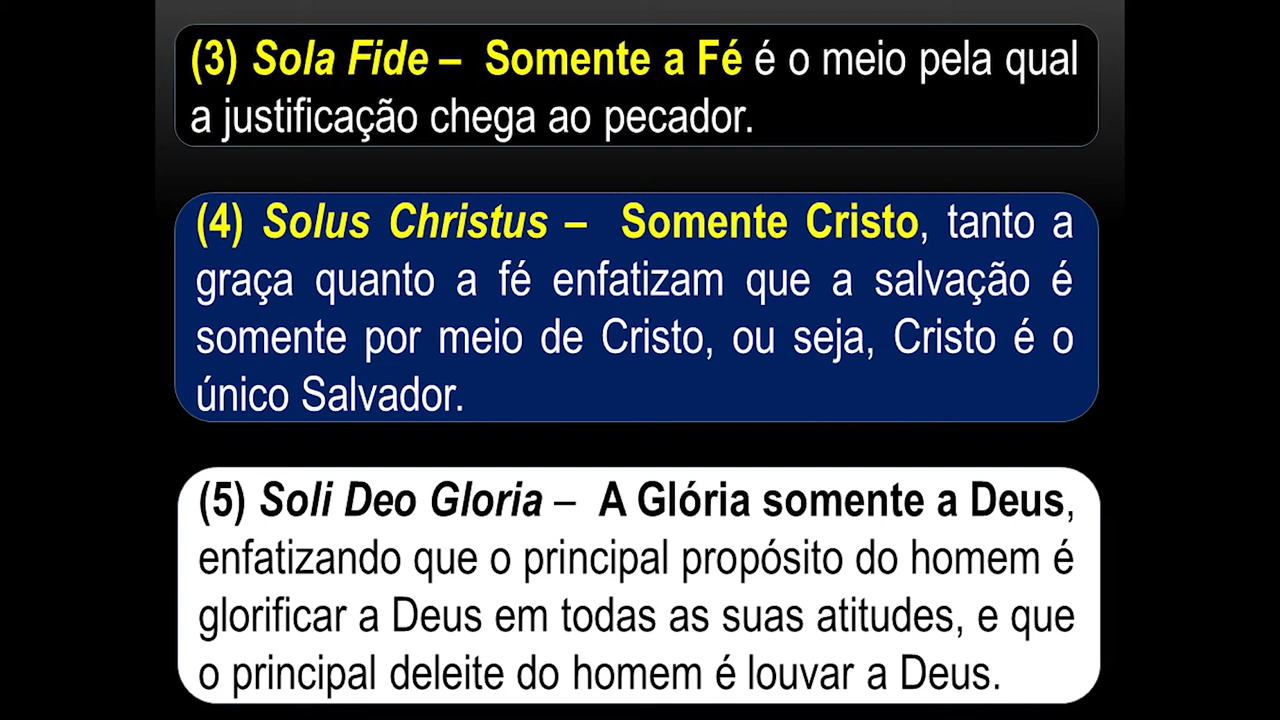 (3) Sola Fide – Somente a Fé é o meio pela qual
a justificação chega ao pecador.
(4) Solus Christus – Somente Cristo, tanto a
graça quanto a fé enfatizam que a salvação é
somente por meio de Cristo, ou seja, Cristo é o
único Salvador.
(5) Soli Deo Gloria – A Glória somente a Deus,
enfatizando que o principal propósito do homem é
glorificar a Deus em todas as suas atitudes, e que
o principal deleite do homem é louvar a Deus.